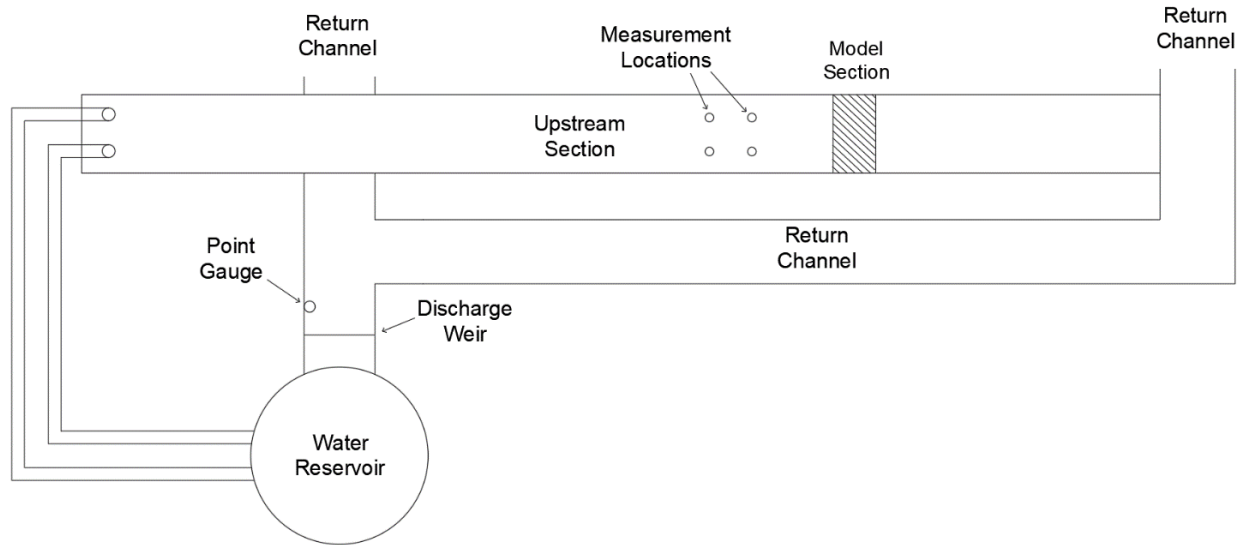 Return
Channel
Measurement
Locations
Model
Section
Return
Channel
Upstream
Section
Return
Channel
Point
Gauge
Discharge
Weir
Water
Reservoir